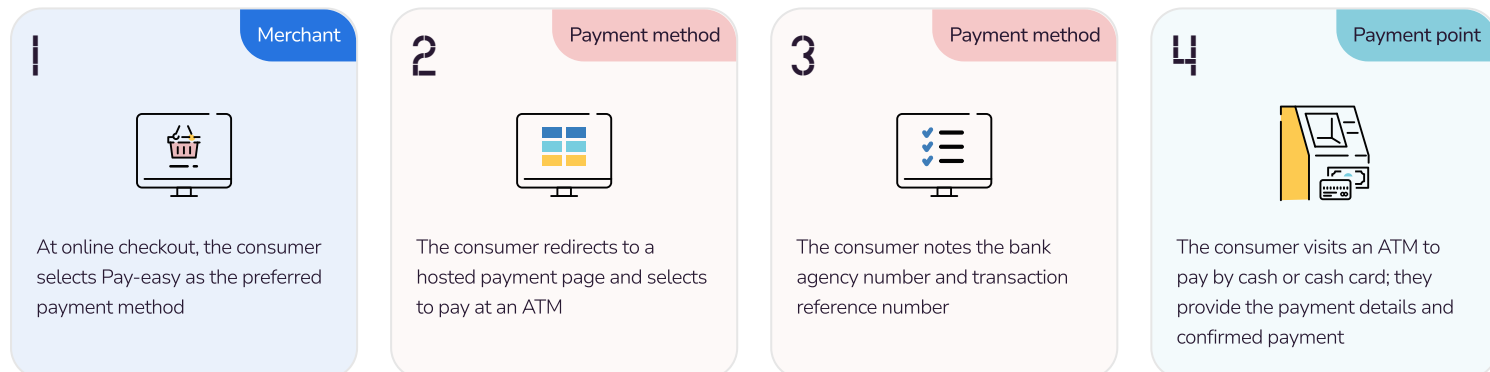 1
Merchant
At online checkout, the consumer
selects Pay-easy as the preferred
payment method
2
Payment method
The consumer redirects to a
hosted payment page and selects
to pay at an ATM
3
Payment method
The consumer notes the bank
agency number and transaction
reference number
4
Payment point
The consumer visits an ATM to
pay by cash or cash card; they
provide the payment details and
confirmed payment